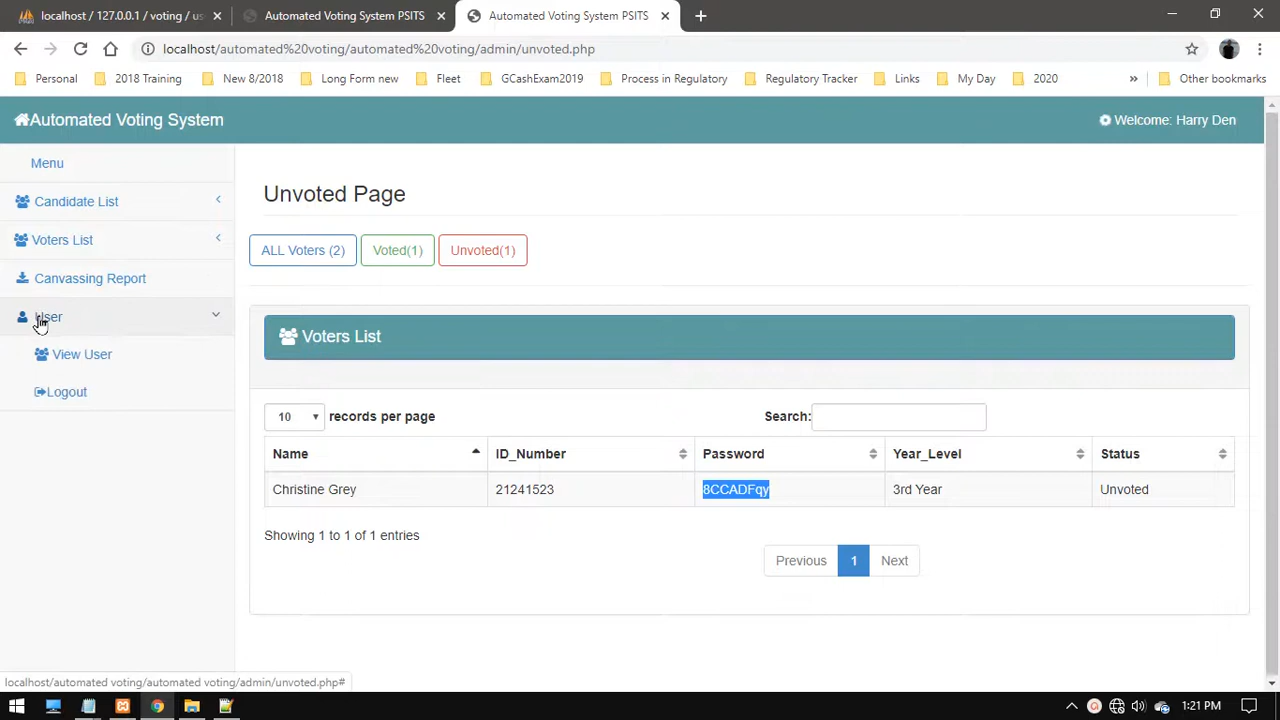 localhost / 127.0.0.1 / voting / us
Automated Voting System PSITS
Automated Voting System PSITS
localhost/automated%20voting/automated%20voting/admin/unvoted.php
Personal
2018 Training
New 8/2018
Long Form new
Fleet
GCashExam2019
Process in Regulatory
Regulatory Tracker
Links
My Day
2020
»
Other bookmarks
Automated Voting System
Welcome: Harry Den
Menu
Candidate List
Voters List
Canvassing Report
User
View User
Logout
Unvoted Page
ALL Voters (2)
Voted(1)
Unvoted(1)
Voters List
10 records per page
Search:
Name ID_Number Password Year_Level Status
Christine Grey 21241523 8CCADFqy 3rd Year Unvoted
Showing 1 to 1 of 1 entries
Previous 1 Next
localhost/automated voting/automated voting/admin/unvoted.php#
1:21 PM